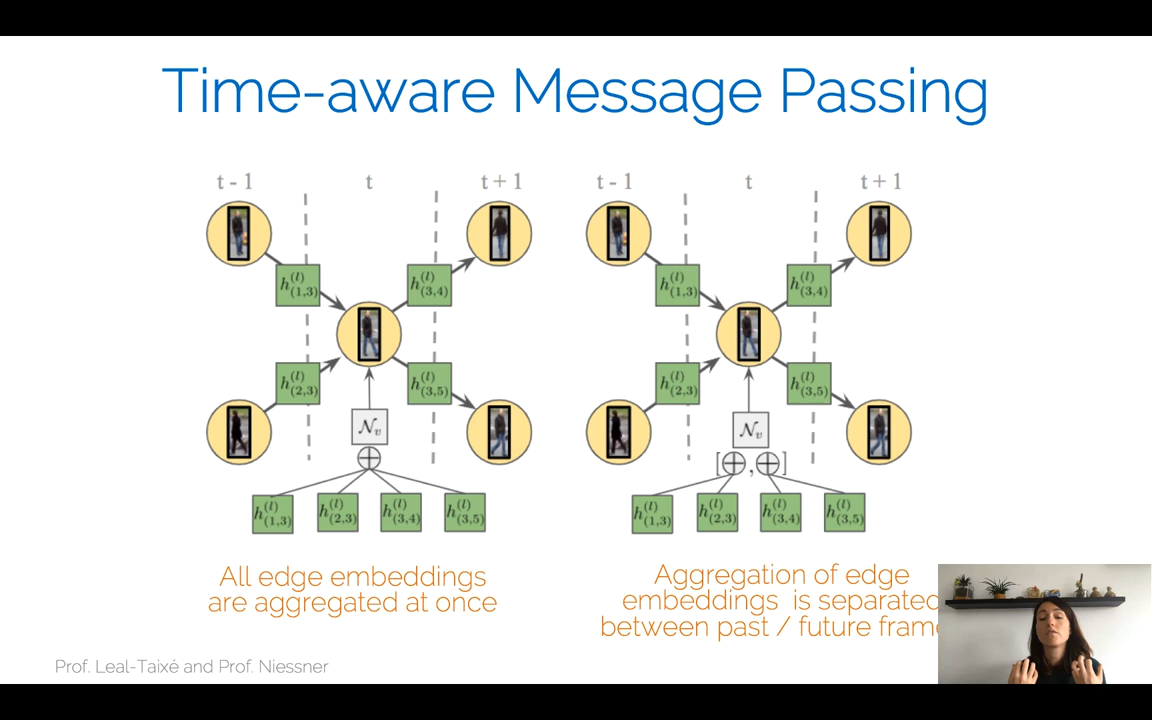 Time-aware Message Passing
t - 1 t t + 1 t - 1 t t + 1
h^{(l)}_{(1,3)} h^{(l)}_{(3,4)} h^{(l)}_{(1,3)} h^{(l)}_{(3,4)}
h^{(l)}_{(2,3)} h^{(l)}_{(3,5)} h^{(l)}_{(2,3)} h^{(l)}_{(3,5)}
𝒩_v 𝒩_v
⊕ [⊕,⊕]
h^{(l)}_{(1,3)} h^{(l)}_{(2,3)} h^{(l)}_{(3,4)} h^{(l)}_{(3,5)} h^{(l)}_{(1,3)} h^{(l)}_{(2,3)} h^{(l)}_{(3,4)} h^{(l)}_{(3,5)}
All edge embeddings
are aggregated at once
Aggregation of edge
embeddings is separated
between past / future frame
Prof. Leal-Taixé and Prof. Niessner